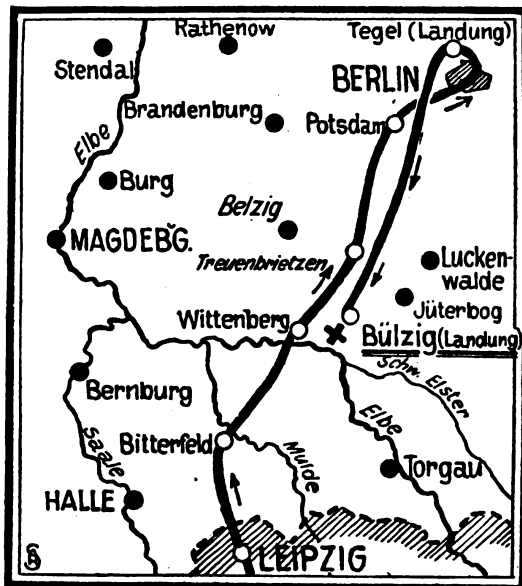 Rathenow
Tegel (Landung)
Stendal
BERLIN
Brandenburg
Potsdam
Elbe
Burg
Belzig
MAGDEB'G.
Treuenbrietzen
Lucken-
walde
Jüterbog
Wittenberg
Bülzig (Landung)
Schw. Elster
Bernburg
Elbe
Saale
Bitterfeld
Mulde
Torgau
HALLE
LEIPZIG